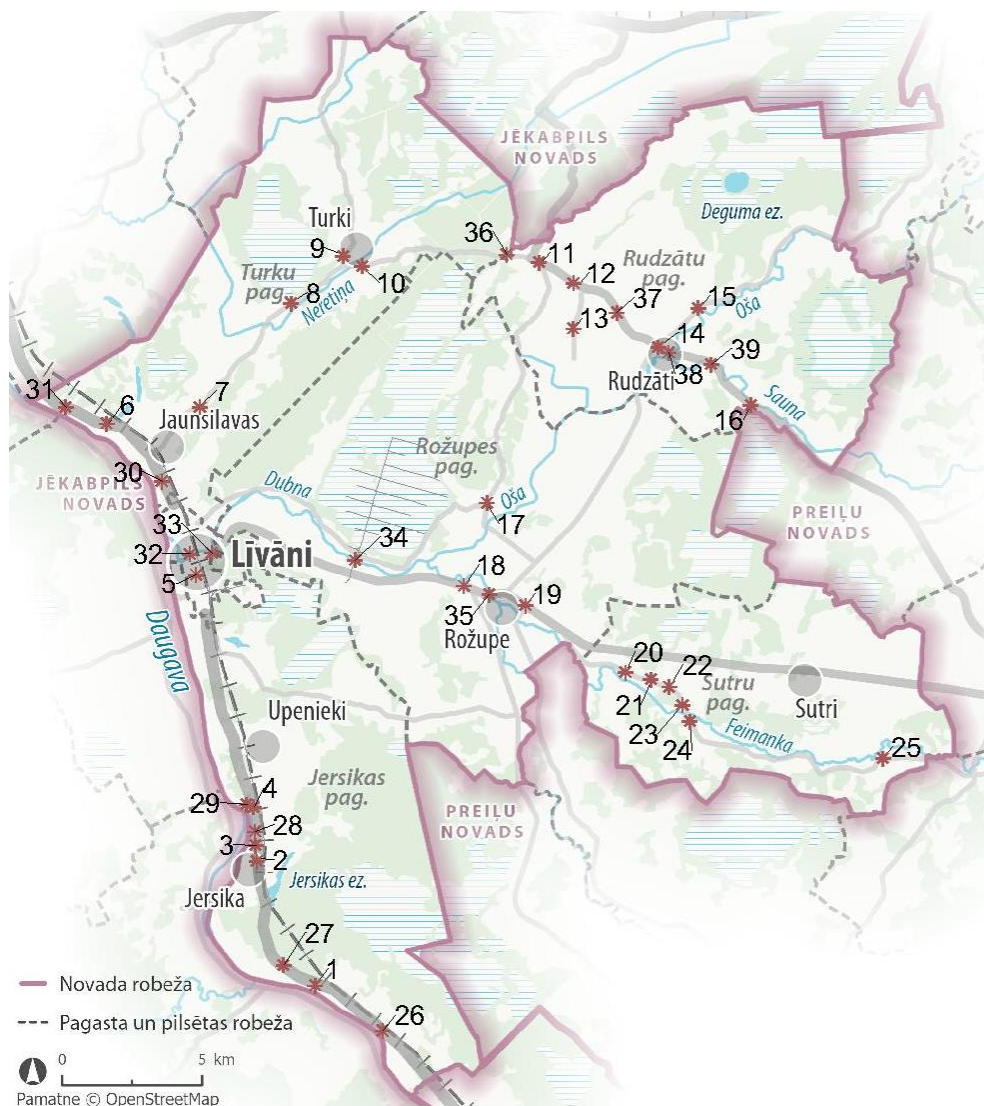 JĒKABPILS
NOVADS
Deguma ez.
Turki
36
11
9
Rudzātu
pag.
12
Turku
pag.
8
10
Neretiņa
37
15
Oša
13
14
39
38
Rudzāti
31
6
7
Jaunsilavas
16
Sauna
Rožupes
pag.
30
JĒKABPILS
NOVADS
Dubna
Oša
17
PREIĻU
NOVADS
33
34
32
Līvāni
5
18
19
35
Rožupe
Daugava
20
22
Sutru
pag.
21
23
Sutri
24
Feimanka
25
Upenieki
Jersikas
pag.
29
4
28
3
2
PREIĻU
NOVADS
Jersika
Jersikas ez.
27
1
26
Novada robeža
Pagasta un pilsētas robeža
0 5 km
Pamatne © OpenStreetMap